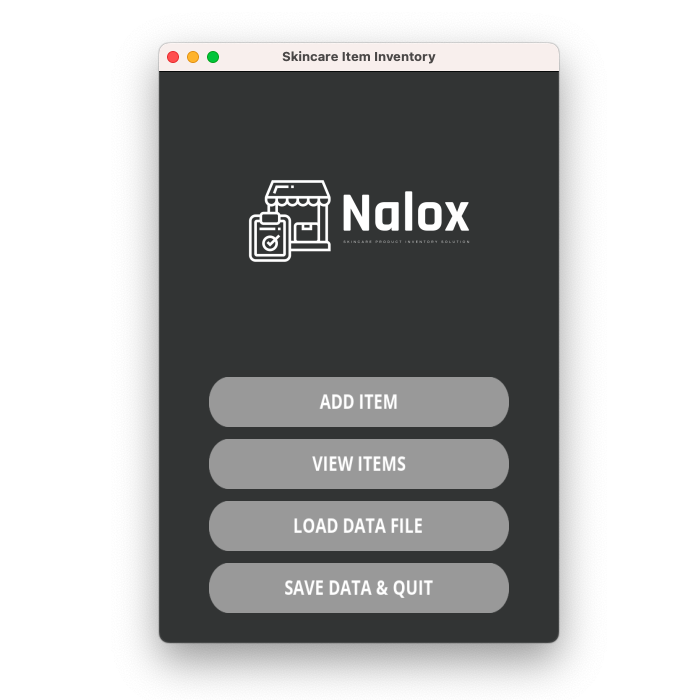 Skincare Item Inventory
Nalox
SKINCARE PRODUCT INVENTORY SOLUTION
ADD ITEM
VIEW ITEMS
LOAD DATA FILE
SAVE DATA & QUIT